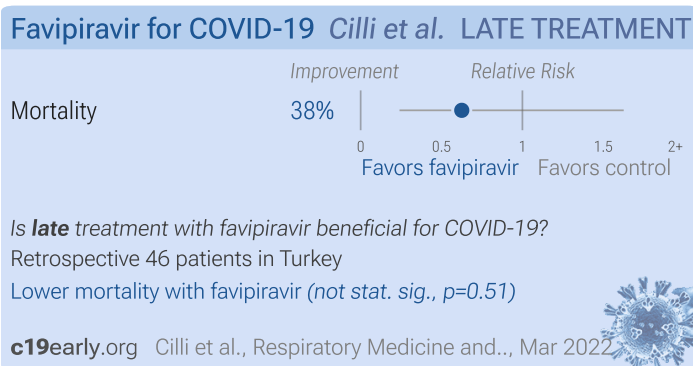 Favipiravir for COVID-19 Cilli et al. LATE TREATMENT
Improvement Relative Risk
Mortality 38%
0 0.5 1 1.5 2+
Favors favipiravir Favors control
Is late treatment with favipiravir beneficial for COVID-19?
Retrospective 46 patients in Turkey
Lower mortality with favipiravir (not stat. sig., p=0.51)
c19early.org Cilli et al., Respiratory Medicine and.., Mar 2022